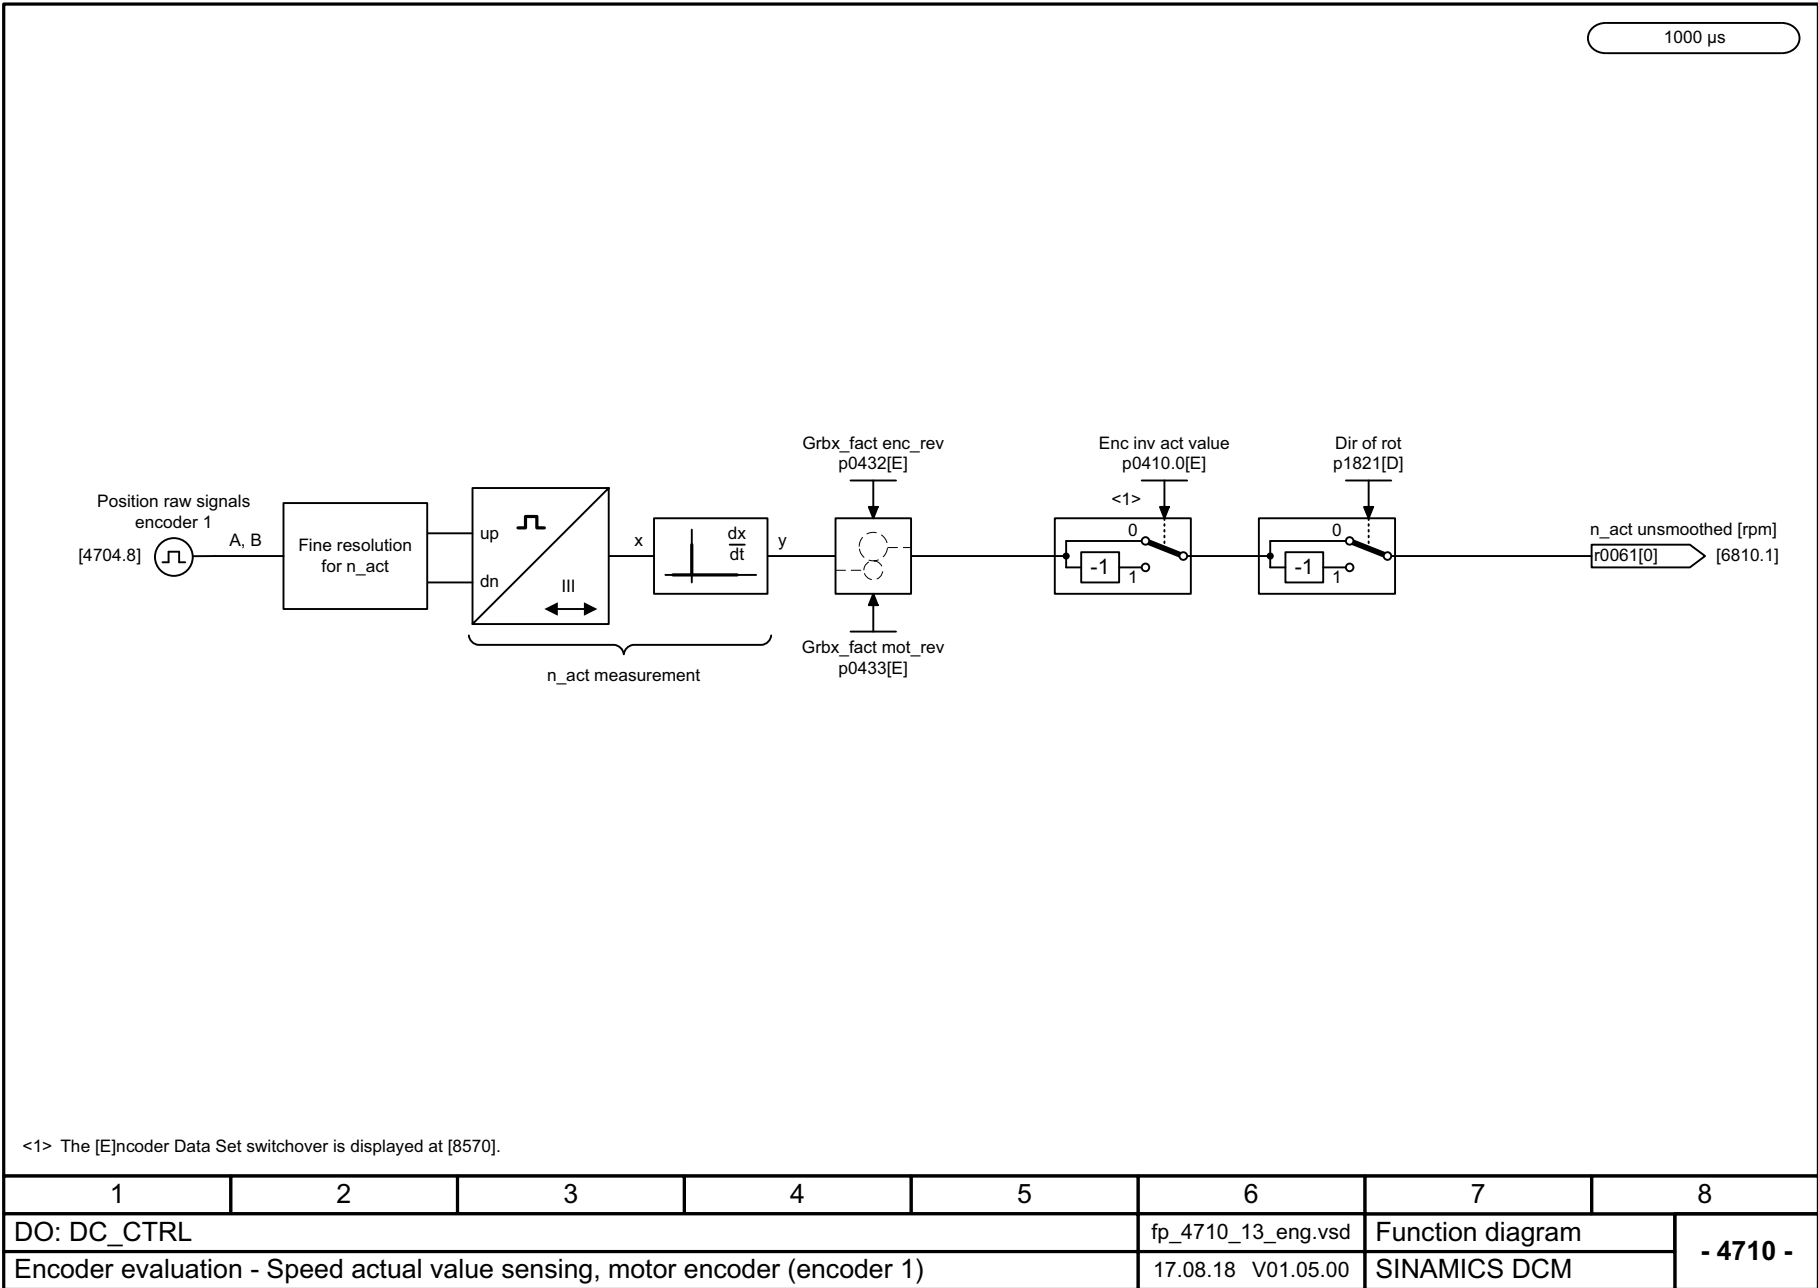 1000 µs
Grbx_fact enc_rev
p0432[E]
Enc inv act value
p0410.0[E]
Dir of rot
p1821[D]
<1>
Position raw signals
encoder 1
[4704.8]
A, B
Fine resolution
for n_act
up
dn
III
x
dx
dt
y
0
-1
1
0
-1
1
n_act unsmoothed [rpm]
r0061[0]
[6810.1]
Grbx_fact mot_rev
p0433[E]
n_act measurement
<1> The [E]ncoder Data Set switchover is displayed at [8570].
1 2 3 4 5 6 7 8
DO: DC_CTRL
fp_4710_13_eng.vsd
Function diagram
- 4710 -
Encoder evaluation - Speed actual value sensing, motor encoder (encoder 1)
17.08.18 V01.05.00
SINAMICS DCM